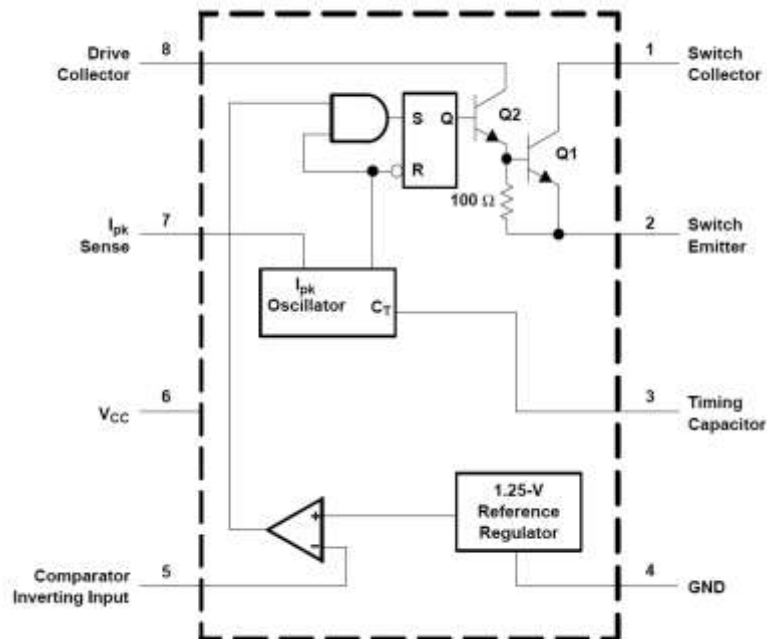 Drive
Collector
8
1
Switch
Collector
S
Q
Q2
Q1
R
100 Ω
7
Ipk
Sense
2
Switch
Emitter
Ipk
Oscillator
CT
6
VCC
3
Timing
Capacitor
1.25-V
Reference
Regulator
+
−
5
Comparator
Inverting Input
4
GND